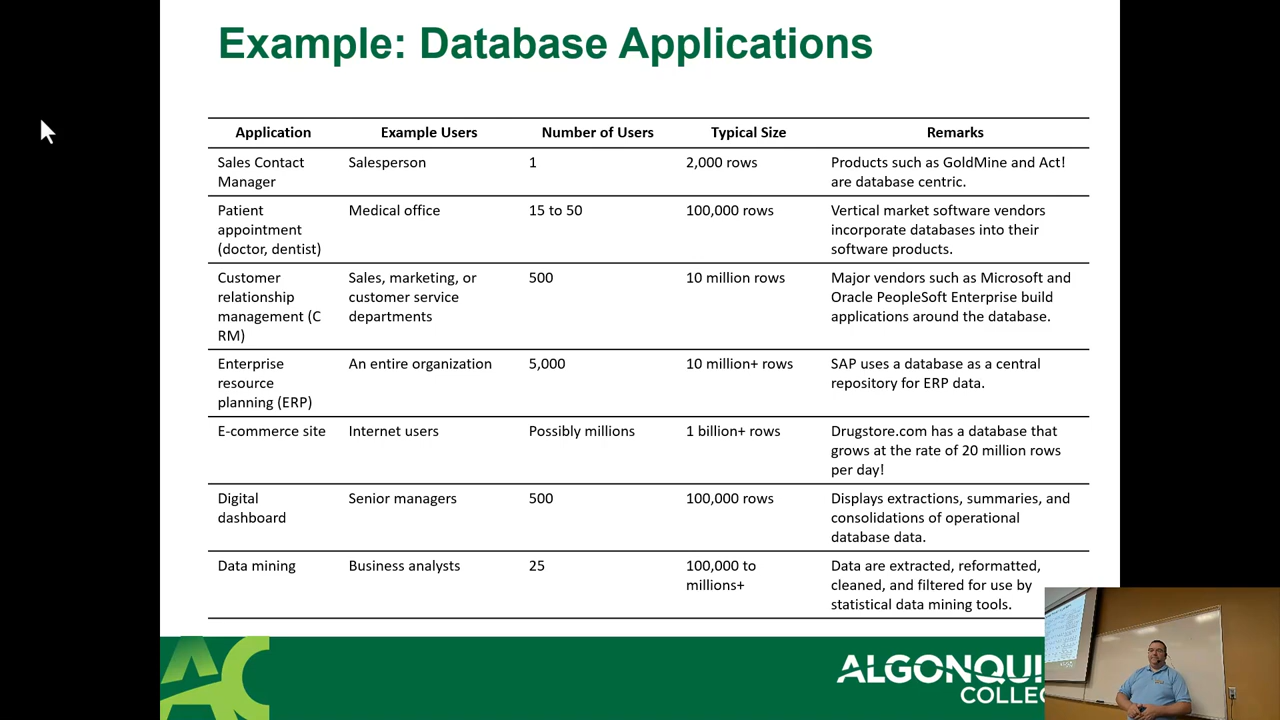 Example: Database Applications
Application Example Users Number of Users Typical Size Remarks
Sales Contact Salesperson 1 2,000 rows Products such as GoldMine and Act!
Manager are database centric.
Patient Medical office 15 to 50 100,000 rows Vertical market software vendors
appointment incorporate databases into their
(doctor, dentist) software products.
Customer Sales, marketing, or 500 10 million rows Major vendors such as Microsoft and
relationship customer service Oracle PeopleSoft Enterprise build
management (C departments applications around the database.
RM)
Enterprise An entire organization 5,000 10 million+ rows SAP uses a database as a central
resource repository for ERP data.
planning (ERP)
E-commerce site Internet users Possibly millions 1 billion+ rows Drugstore.com has a database that
grows at the rate of 20 million rows
per day!
Digital Senior managers 500 100,000 rows Displays extractions, summaries, and
dashboard consolidations of operational
database data.
Data mining Business analysts 25 100,000 to Data are extracted, reformatted,
millions+ cleaned, and filtered for use by
statistical data mining tools.
AC
ALGONQUI
COLLE